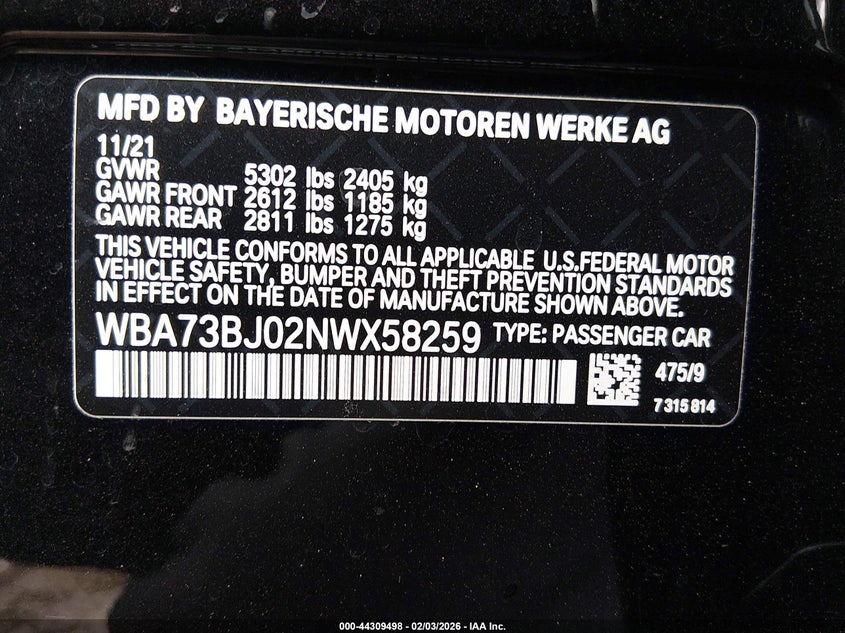 MFD BY BAYERISCHE MOTOREN WERKE AG
11/21
GVWR 5302 lbs 2405 kg
GAWR FRONT 2612 lbs 1185 kg
GAWR REAR 2811 lbs 1275 kg
THIS VEHICLE CONFORMS TO ALL APPLICABLE U.S.FEDERAL MOTOR
VEHICLE SAFETY, BUMPER AND THEFT PREVENTION STANDARDS
IN EFFECT ON THE DATE OF MANUFACTURE SHOWN ABOVE.
WBA73BJ02NWX58259 TYPE: PASSENGER CAR
475/9
7315814
000-44309498 - 02/03/2026 - IAA Inc.